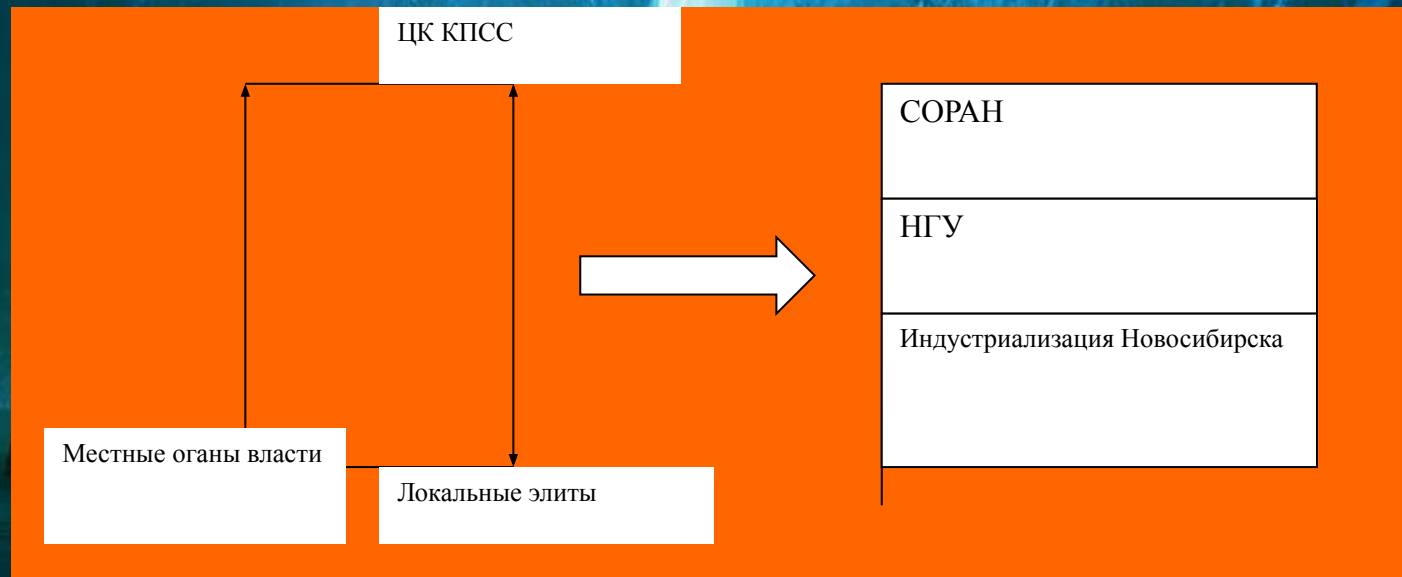 ЦК КПСС
СОРАН
НГУ
Индустриализация Новосибирска
Местные оганы власти
Локальные элиты